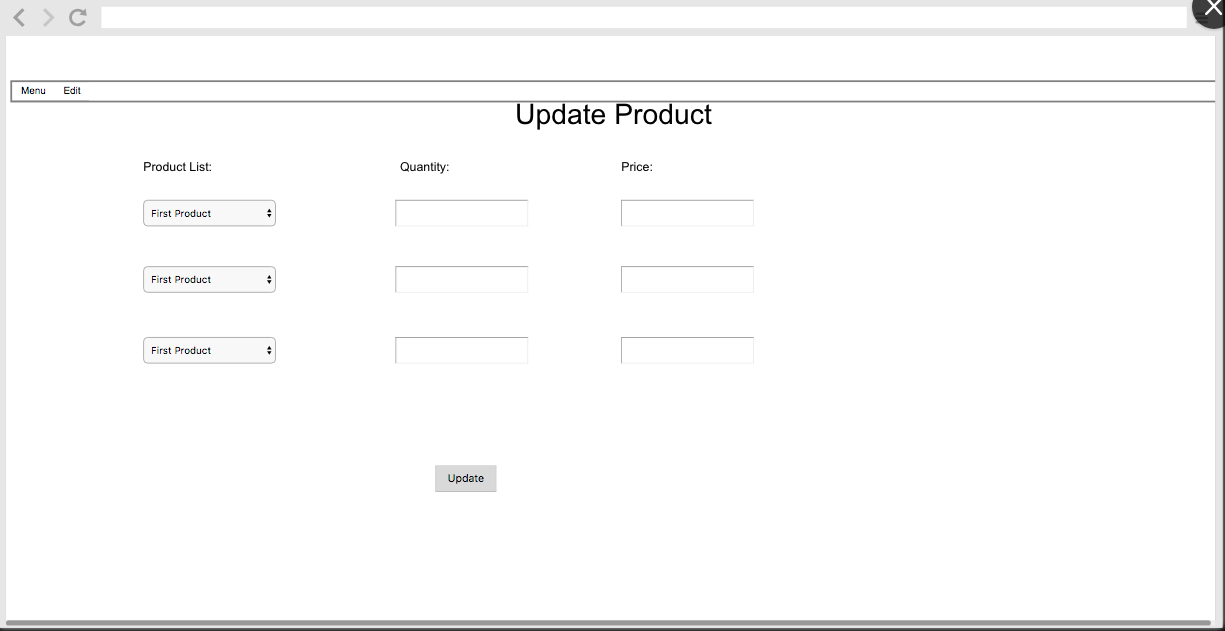 Menu Edit
Update Product
Product List: Quantity: Price:
First Product
First Product
First Product
Update